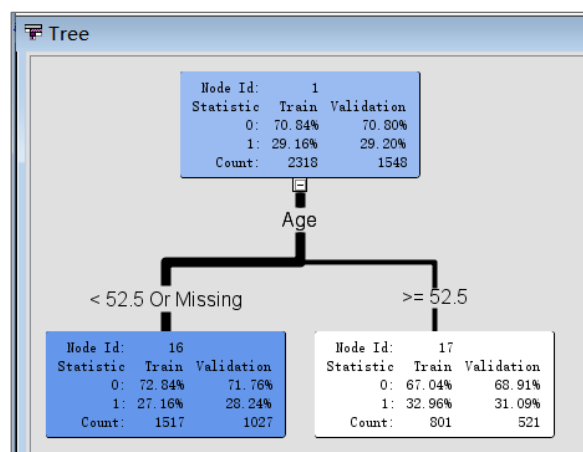 Tree
Node Id: 1
Statistic Train Validation
0: 70.84% 70.80%
1: 29.16% 29.20%
Count: 2318 1548
Age
< 52.5 Or Missing
>= 52.5
Node Id: 16
Statistic Train Validation
0: 72.84% 71.76%
1: 27.16% 28.24%
Count: 1517 1027
Node Id: 17
Statistic Train Validation
0: 67.04% 68.91%
1: 32.96% 31.09%
Count: 801 521